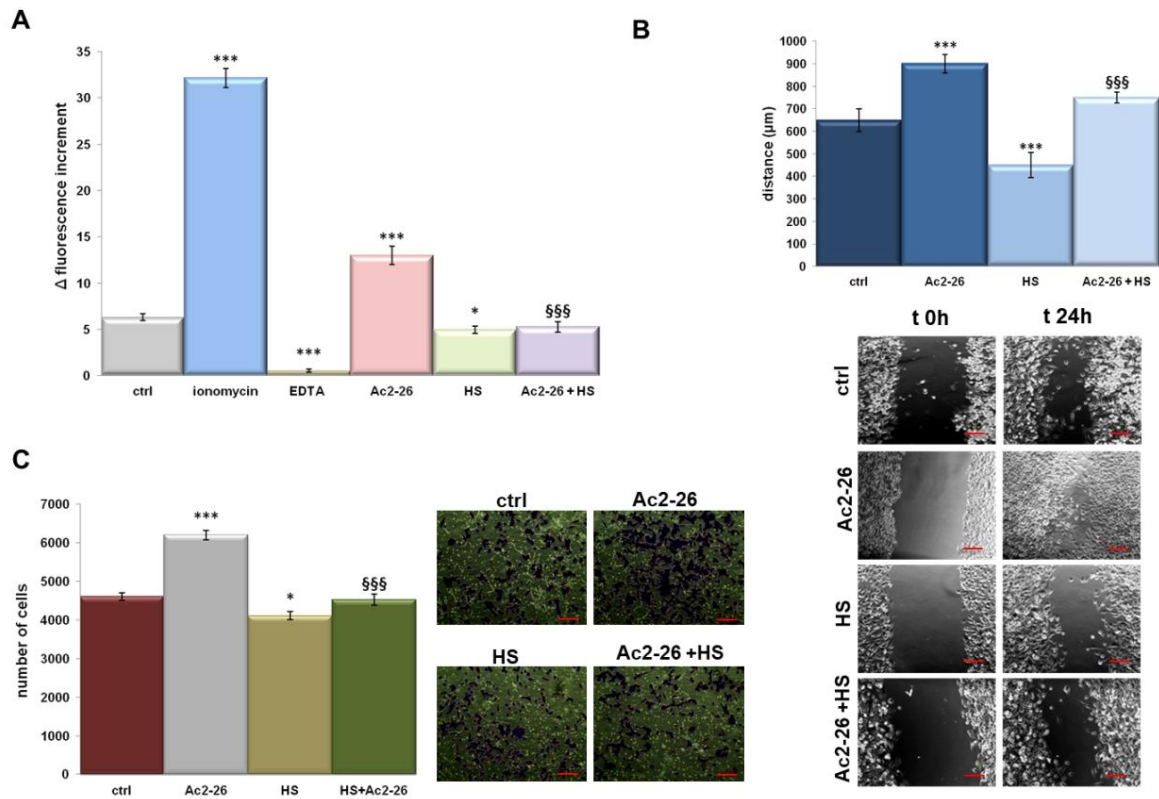 A
35
30
25
20
15
10
5
0
Δ fluorescence increment
***
***
***
*
§§§
ctrl ionomycin EDTA Ac2-26 HS Ac2-26 + HS
B
1000
900
800
700
600
500
400
300
200
100
0
distance (µm)
***
***
§§§
ctrl Ac2-26 HS Ac2-26 + HS
t 0h t 24h
ctrl
Ac2-26
HS
Ac2-26 +HS
C
7000
6000
5000
4000
3000
2000
1000
0
number of cells
***
*
§§§
ctrl Ac2-26 HS HS+Ac2-26
ctrl Ac2-26
HS Ac2-26 +HS